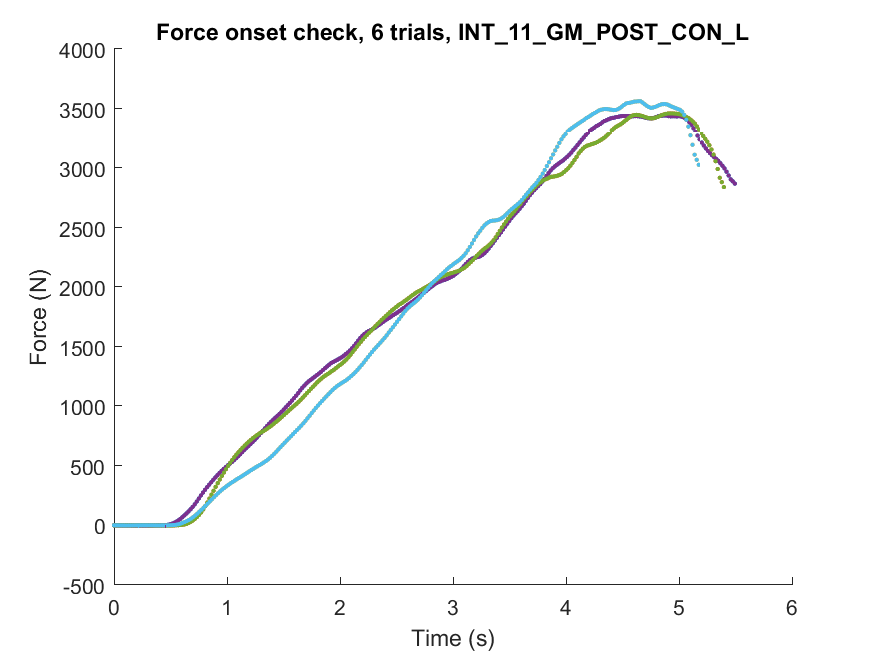 Force onset check, 6 trials, INT_11_GM_POST_CON_L
4000
3500
3000
2500
2000
1500
1000
500
0
-500
Force (N)
0 1 2 3 4 5 6
Time (s)